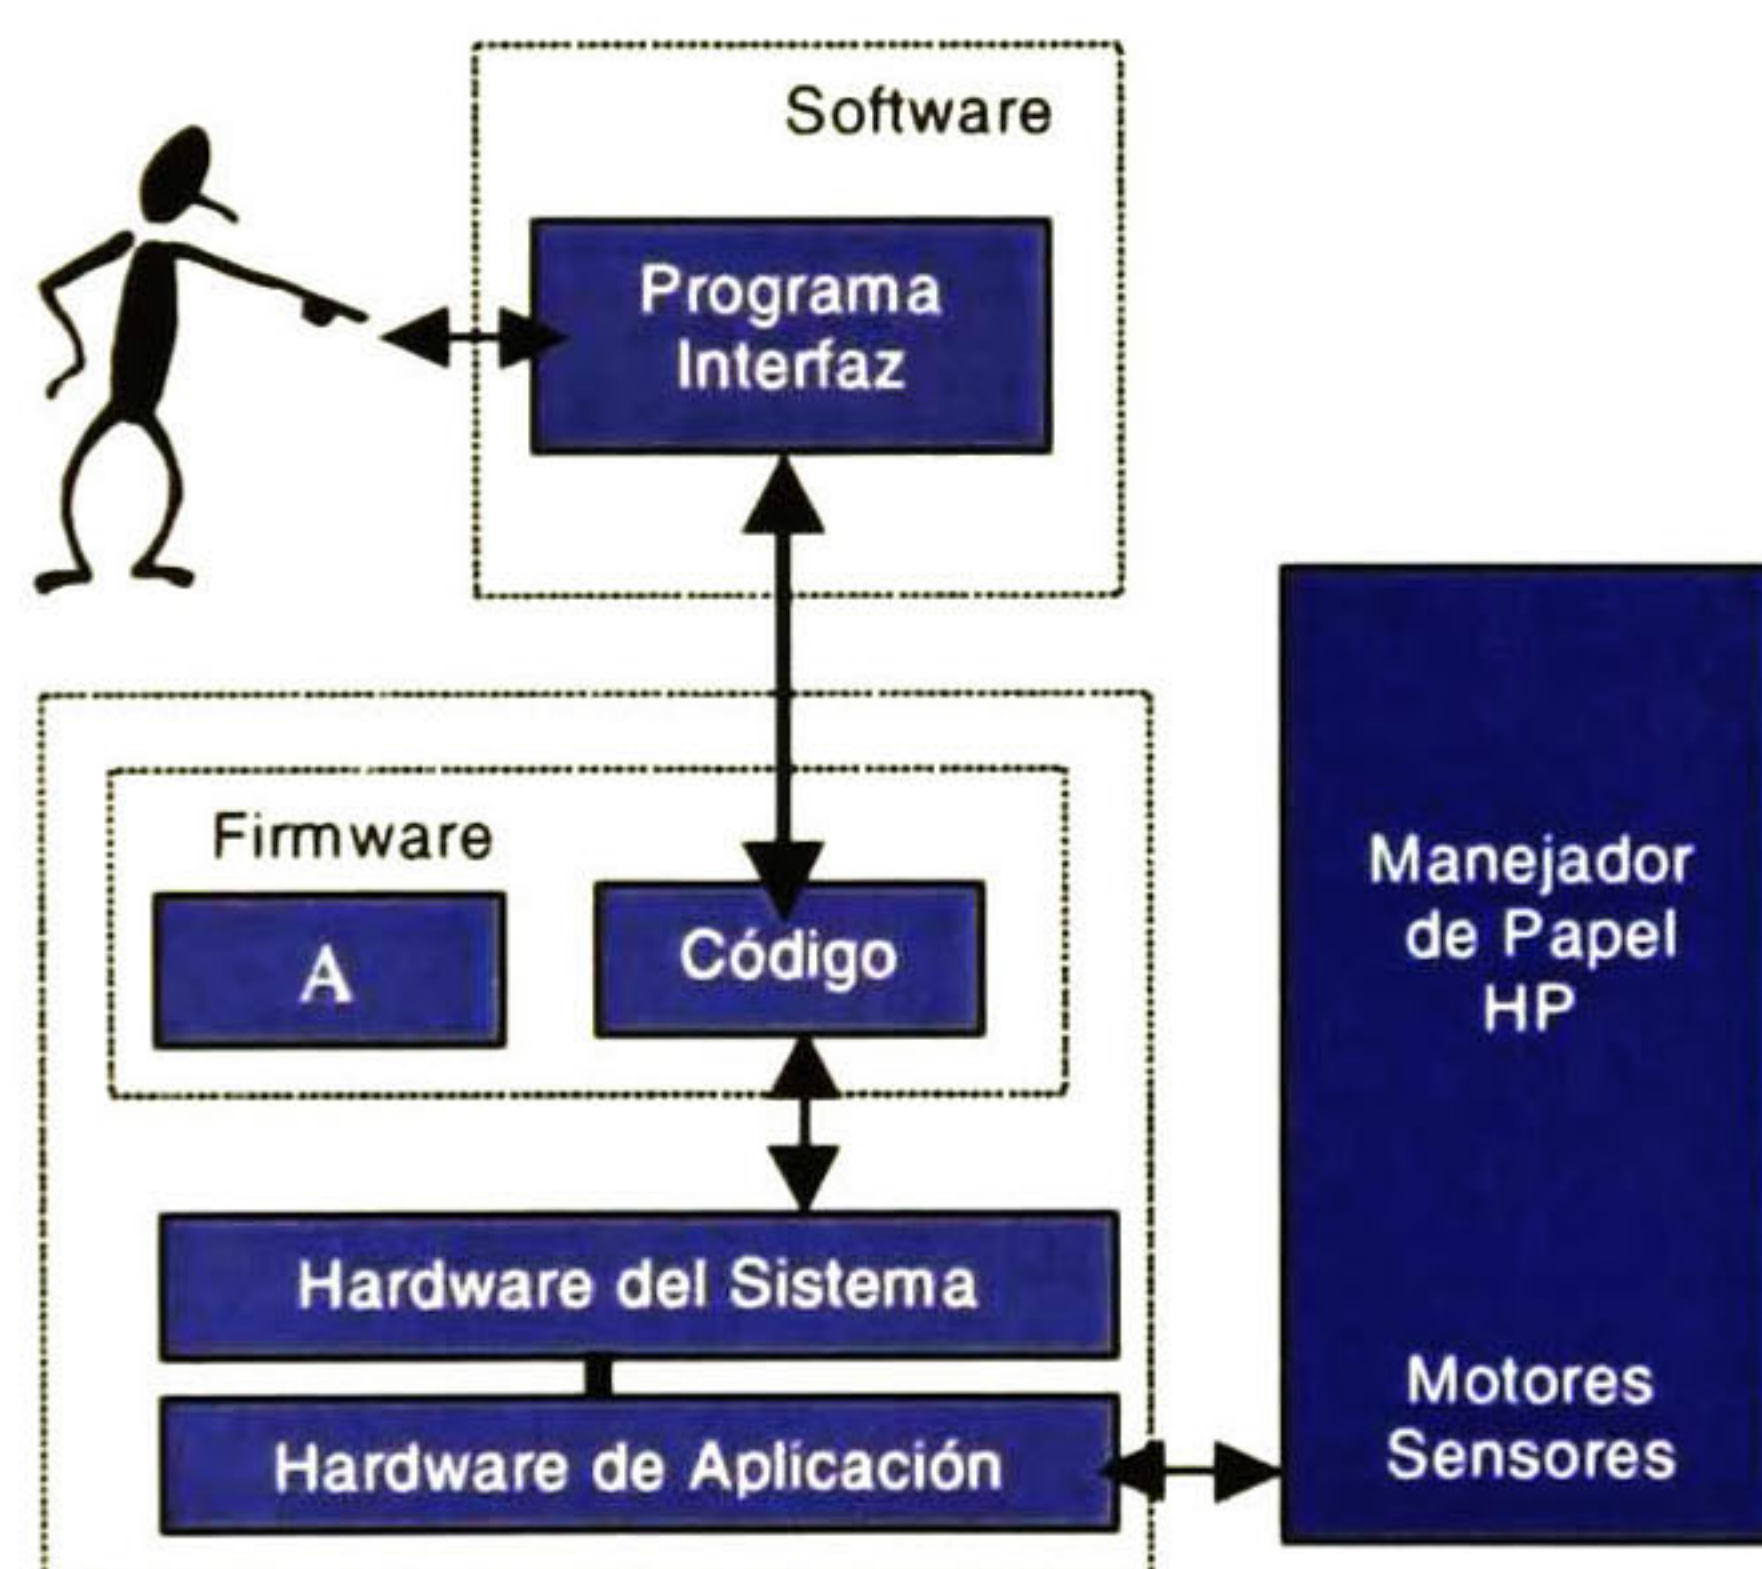 Software
Programa
Interfaz
Firmware
A
Código
Manejador
de Papel
HP
Hardware del Sistema
Hardware de Aplicación
Motores
Sensores